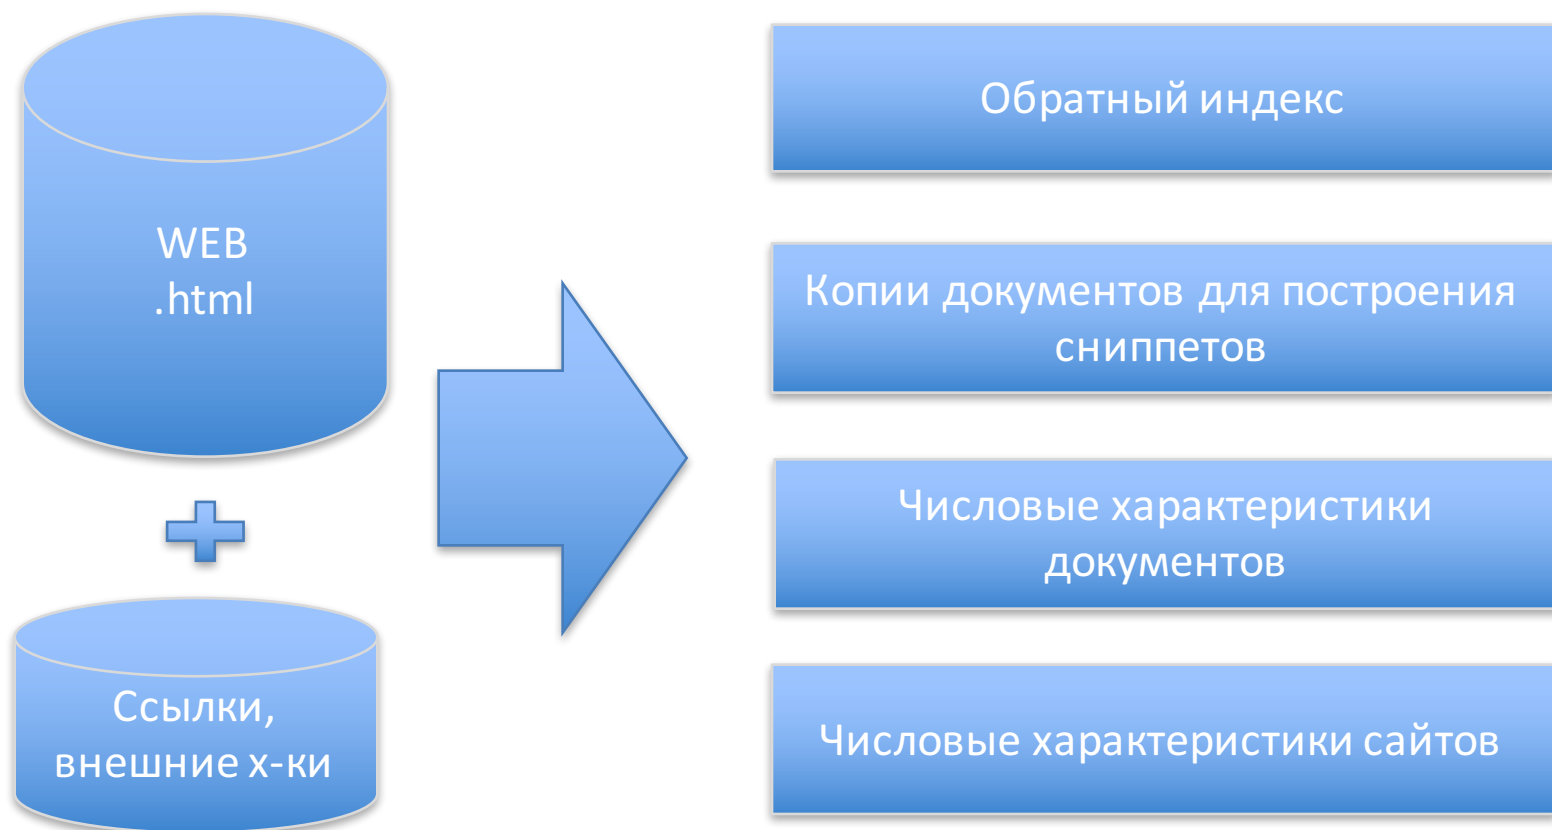 WEB
.html
Ссылки,
внешние х-ки
Обратный индекс
Копии документов для построения
сниппетов
Числовые характеристики
документов
Числовые характеристики сайтов